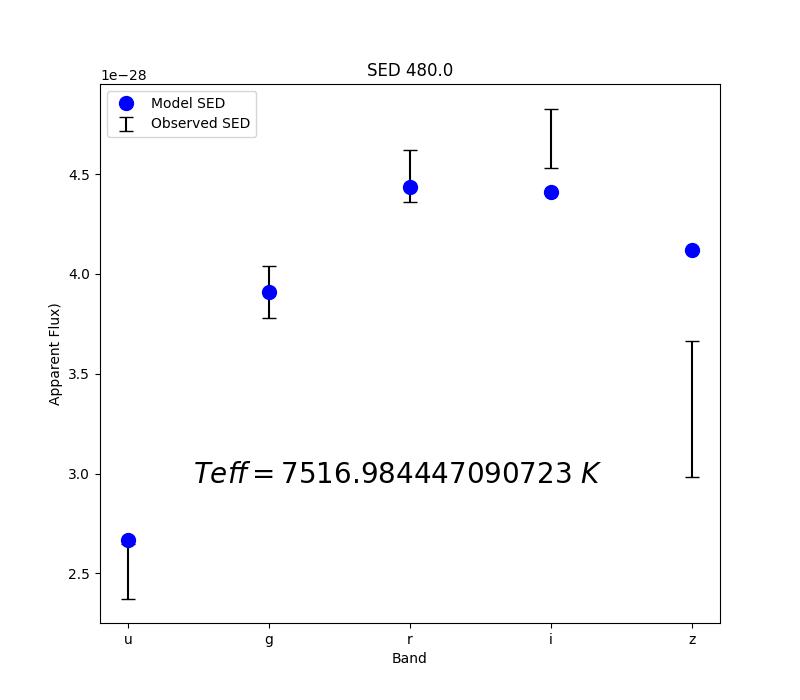 SED 480.0
1e−28
Model SED
Observed SED
4.5
4.0
3.5
3.0
2.5
Apparent Flux)
Teff = 7516.984447090723 K
u g r i z
Band